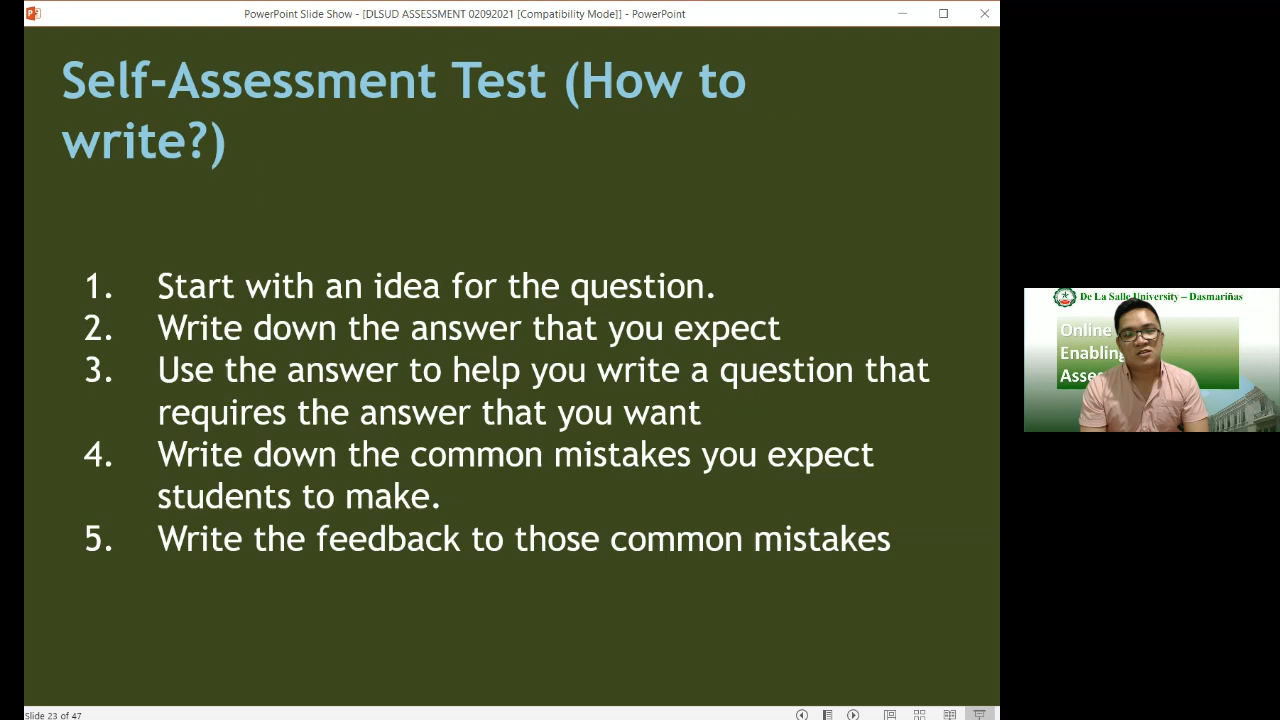 PowerPoint Slide Show - [DLSUD ASSESSMENT 02092021 [Compatibility Mode]] - PowerPoint
Self-Assessment Test (How to
write?)
1. Start with an idea for the question.
2. Write down the answer that you expect
3. Use the answer to help you write a question that
requires the answer that you want
4. Write down the common mistakes you expect
students to make.
5. Write the feedback to those common mistakes
De La Salle University – Dasmariñas
Online
Enabling
Slide 23 of 47